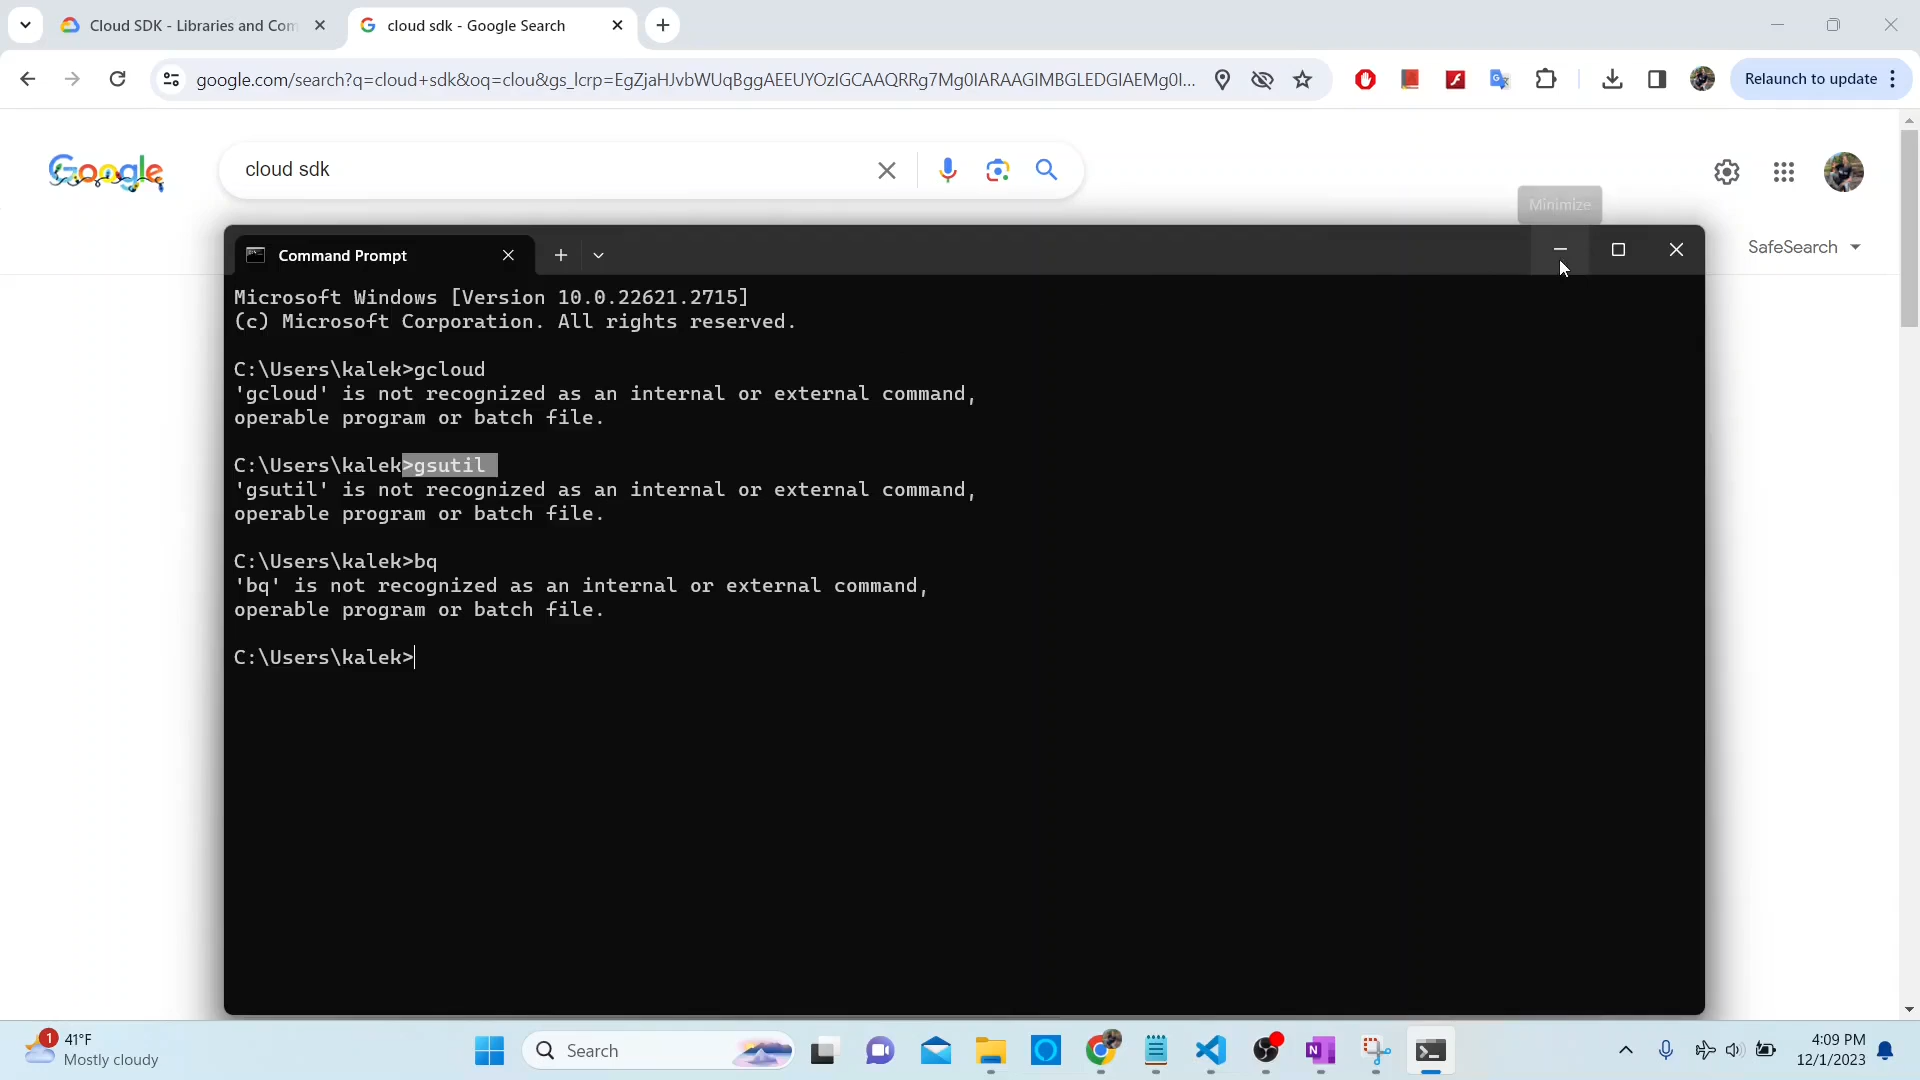 Cloud SDK - Libraries and Com
cloud sdk - Google Search
google.com/search?q=cloud+sdk&oq=clou&gs_lcrp=EgZjaHJvbWUqBggAEEUYOzIGCAAQRRg7Mg0IARAAGIMBGLEDGIAEMg0I...
Relaunch to update
Google
cloud sdk
Minimize
SafeSearch
Command Prompt
Microsoft Windows [Version 10.0.22621.2715]
(c) Microsoft Corporation. All rights reserved.
C:\Users\kalek>gcloud
'gcloud' is not recognized as an internal or external command,
operable program or batch file.
C:\Users\kalek>gsutil
'gsutil' is not recognized as an internal or external command,
operable program or batch file.
C:\Users\kalek>bq
'bq' is not recognized as an internal or external command,
operable program or batch file.
C:\Users\kalek>
1
41°F
Mostly cloudy
Search
4:09 PM
12/1/2023